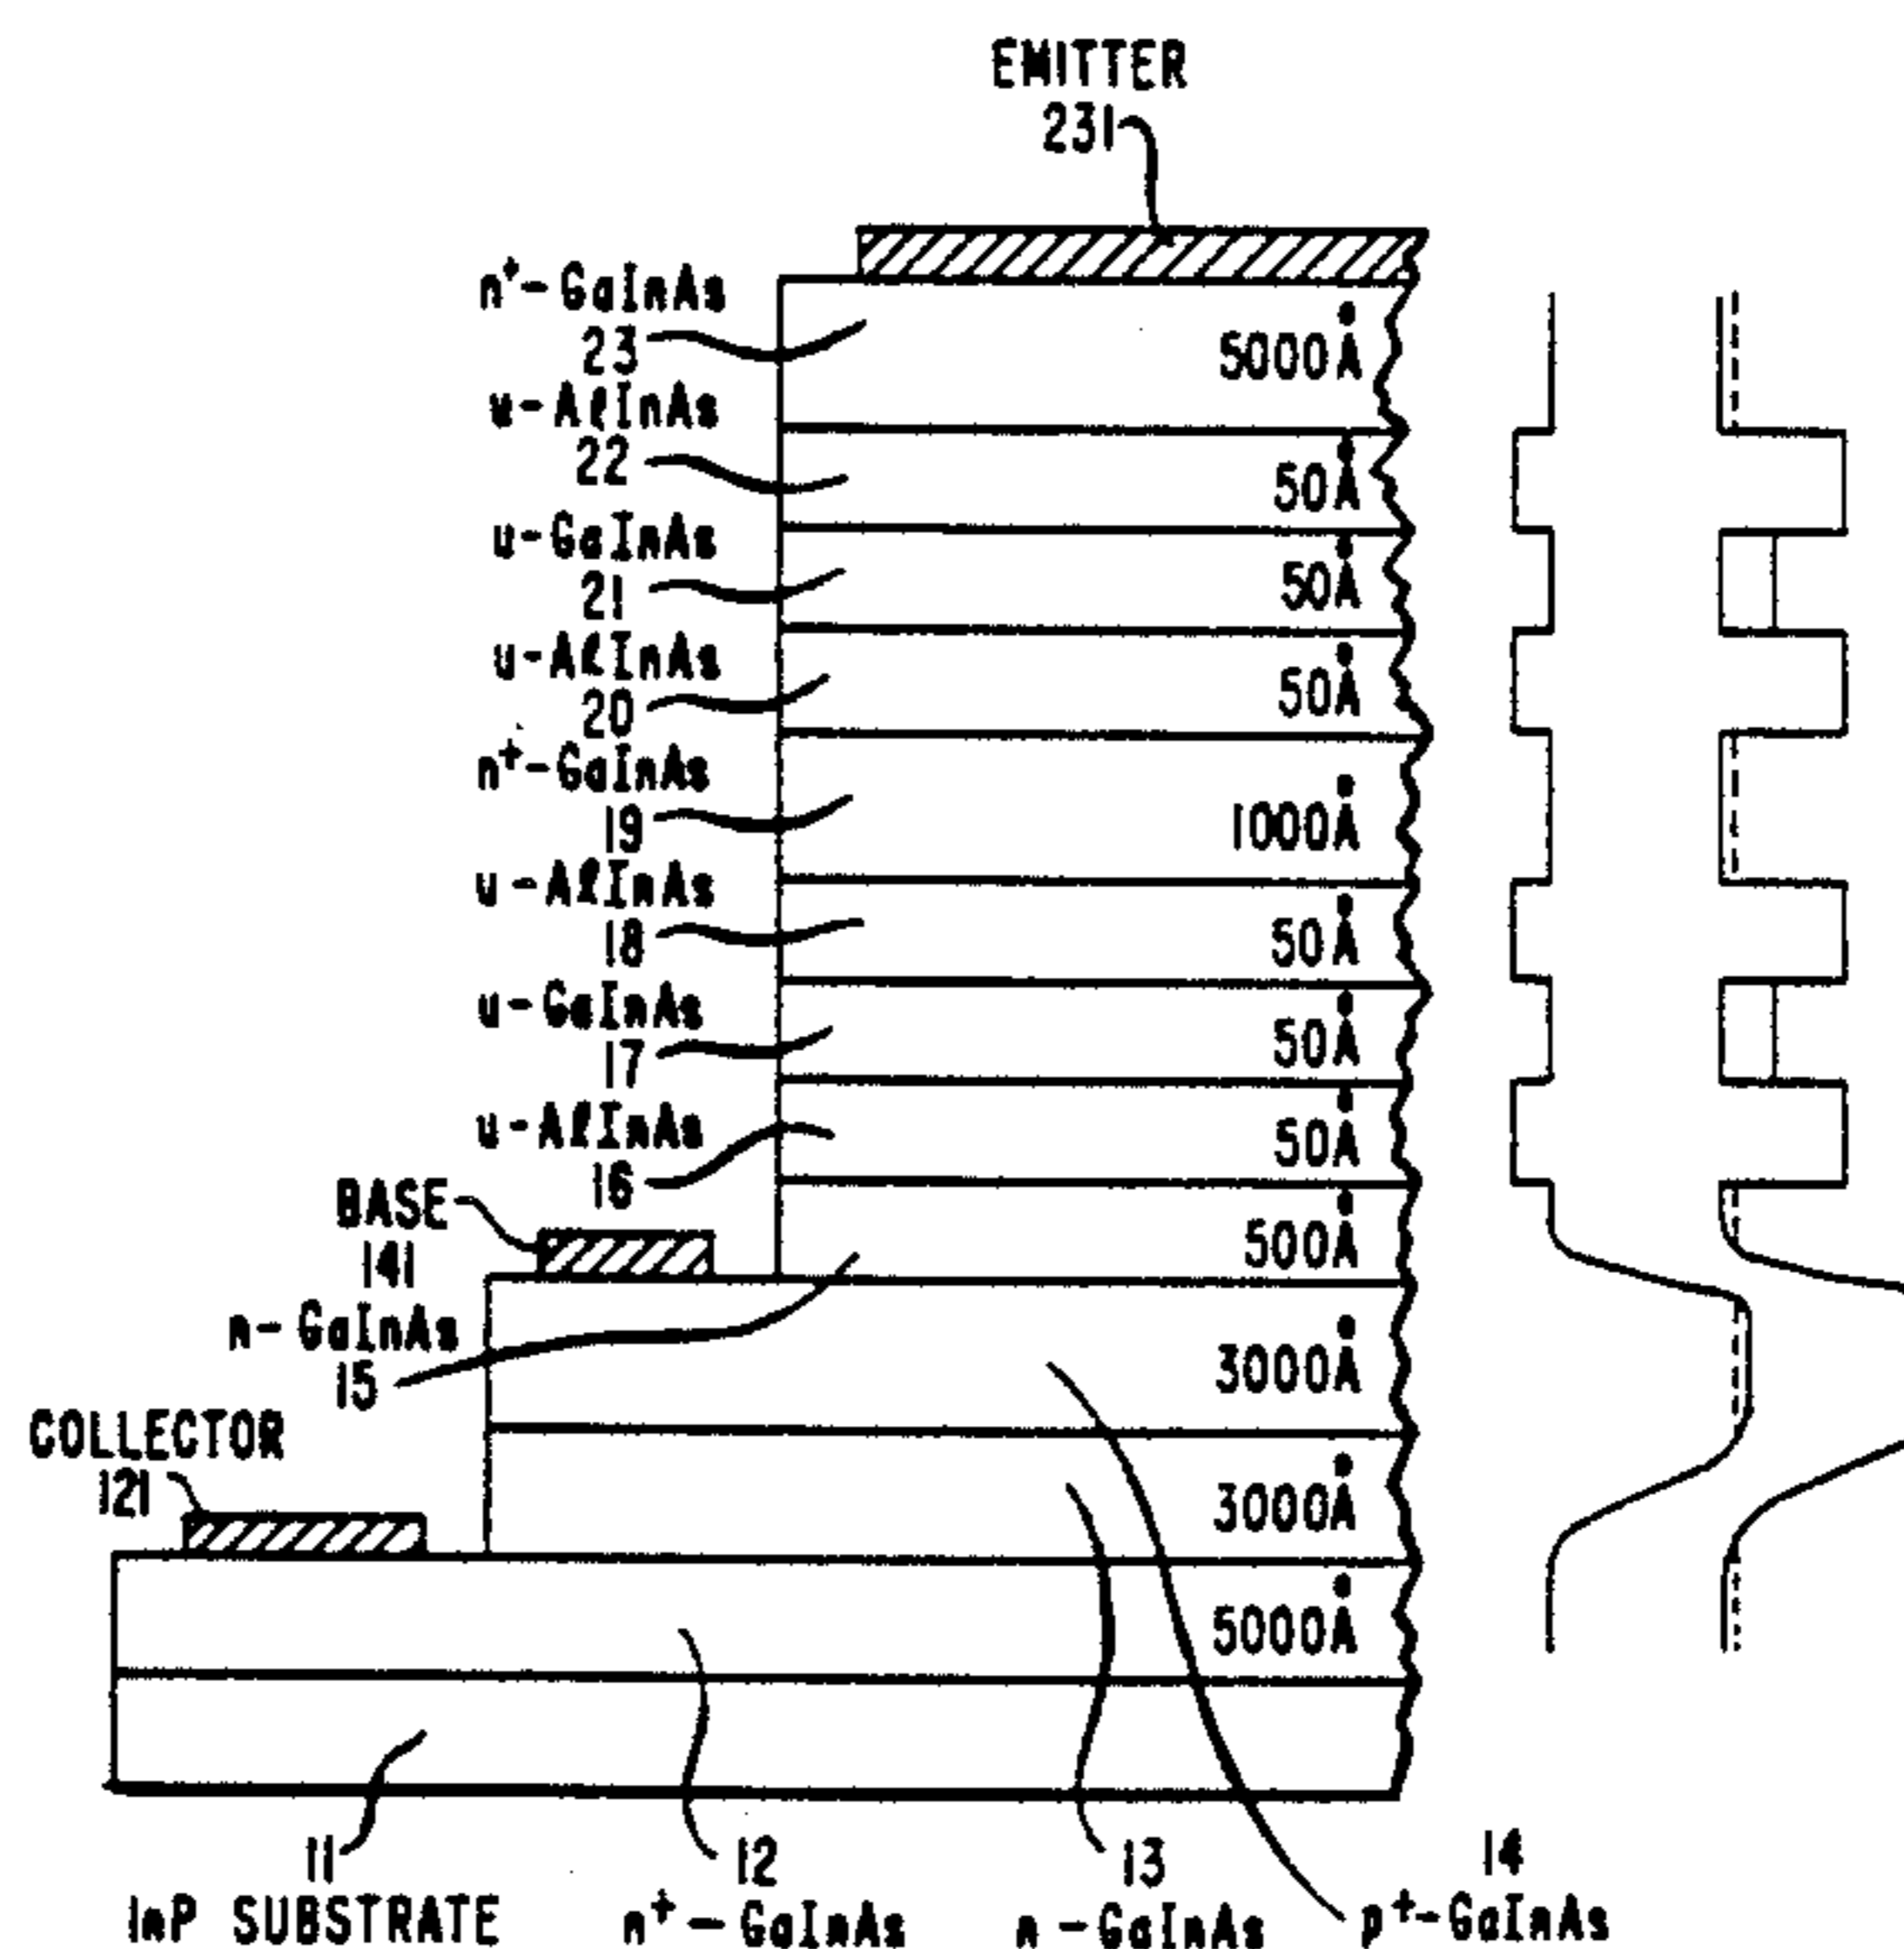 EMITTER
231
n⁺-GaInAs
23
5000Å
u-AℓInAs
22
50Å
u-GaInAs
21
50Å
u-AℓInAs
20
50Å
n⁺-GaInAs
19
1000Å
u-AℓInAs
18
50Å
u-GaInAs
17
50Å
u-AℓInAs
16
50Å
BASE
141
500Å
n-GaInAs
15
3000Å
COLLECTOR
121
3000Å
5000Å
11
InP SUBSTRATE
12
n⁺-GaInAs
13
n-GaInAs
14
p⁺-GaInAs